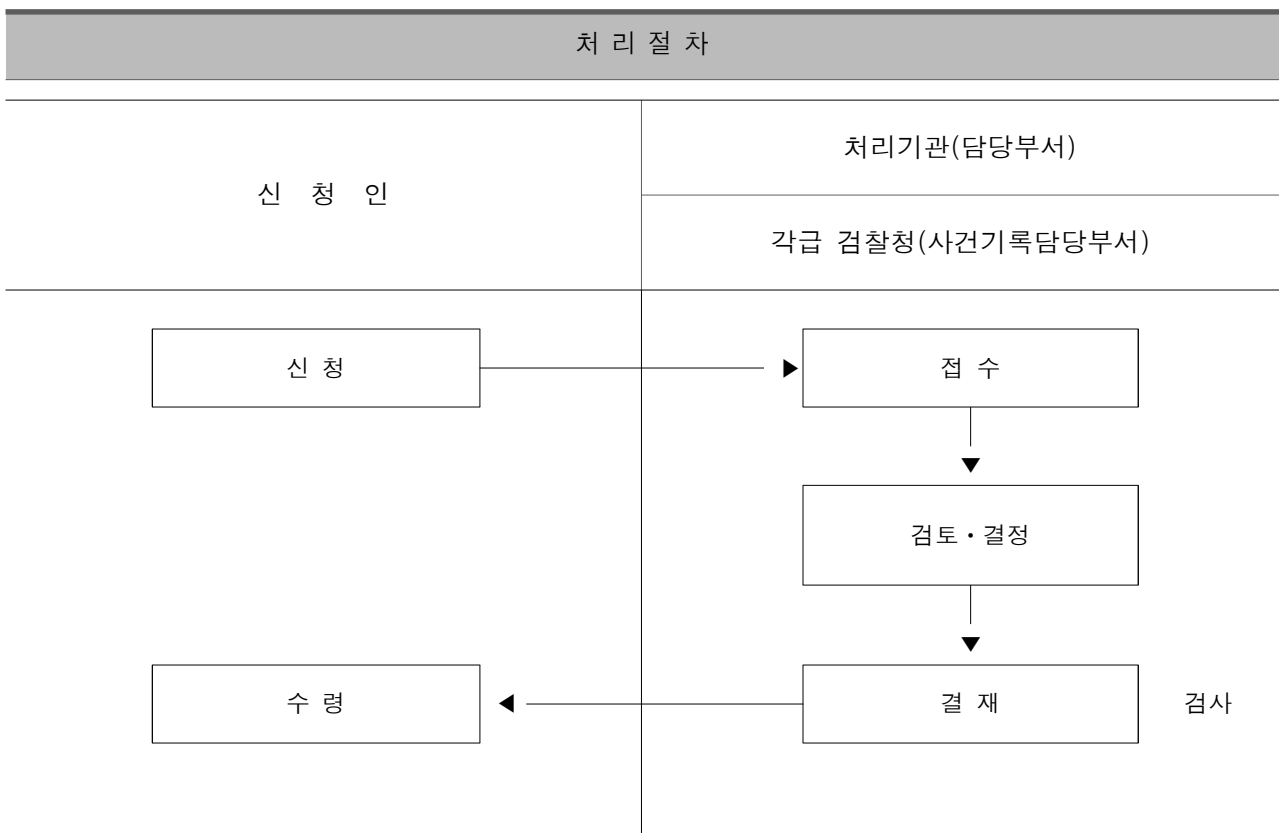 처 리 절 차
신 청 인
처리기관(담당부서)
각급 검찰청(사건기록담당부서)
신 청
접 수
검토·결정
수 령
결 재
검사